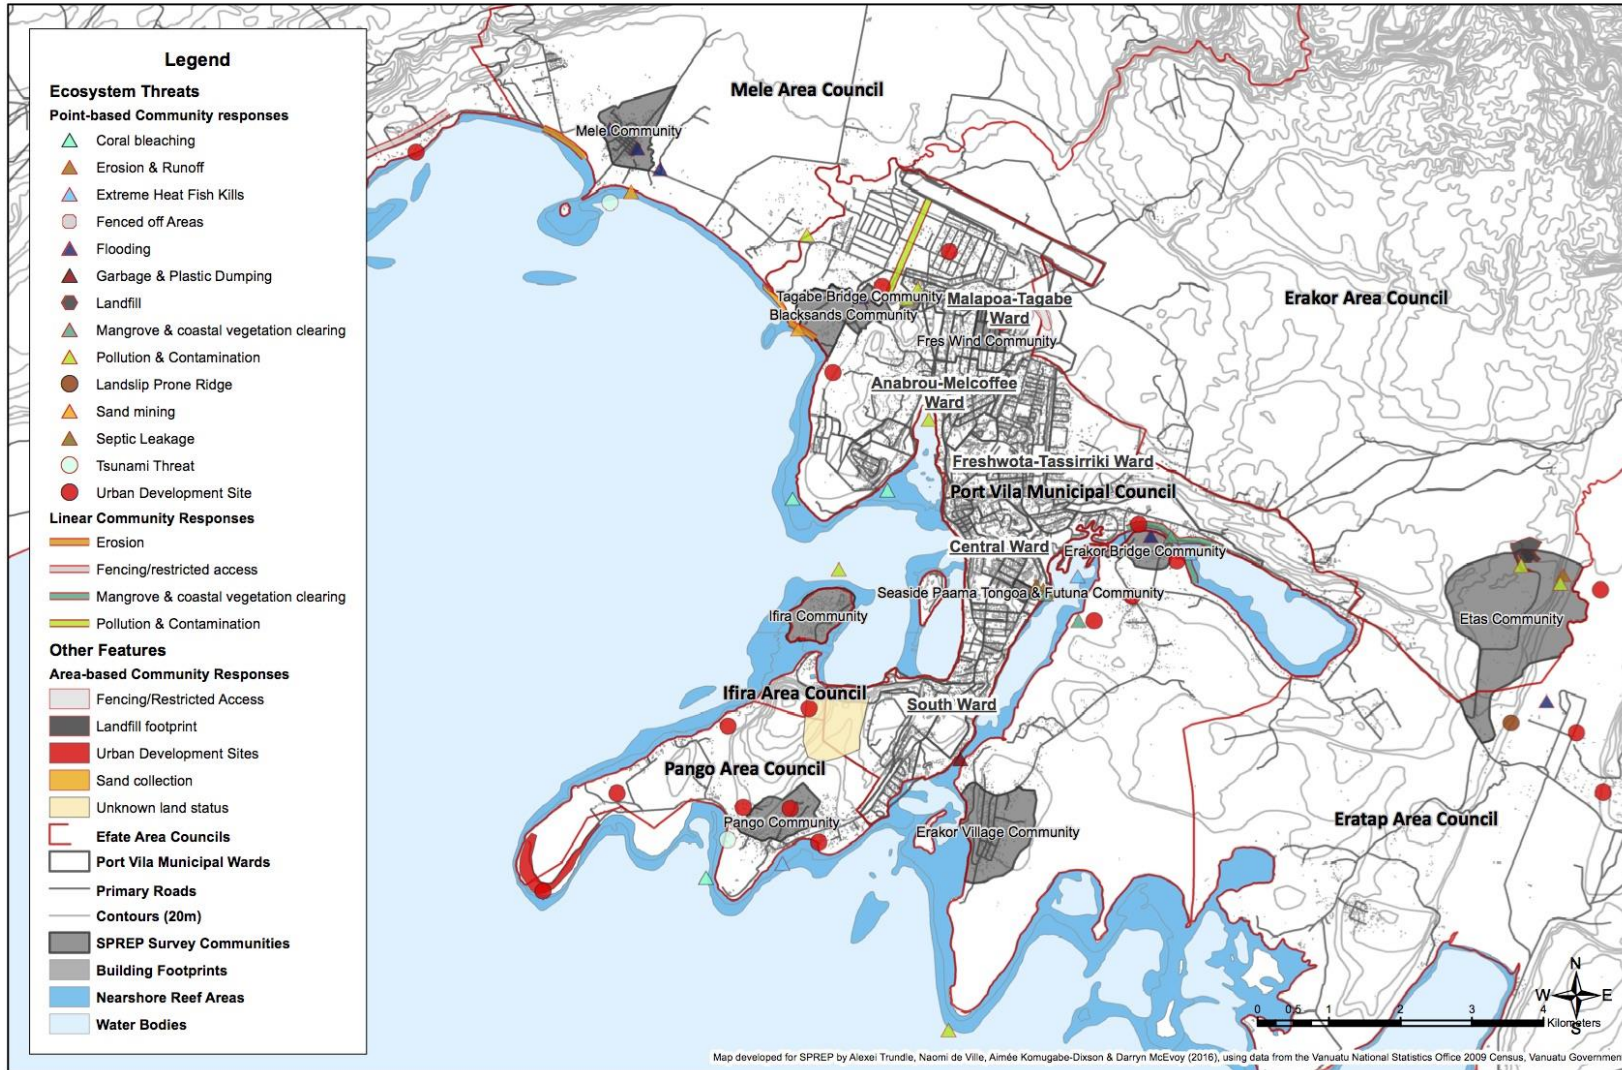 Legend
Ecosystem Threats
Point-based Community responses
Coral bleaching
Erosion & Runoff
Extreme Heat Fish Kills
Fenced off Areas
Flooding
Garbage & Plastic Dumping
Landfill
Mangrove & coastal vegetation clearing
Pollution & Contamination
Landslip Prone Ridge
Sand mining
Septic Leakage
Tsunami Threat
Urban Development Site
Linear Community Responses
Erosion
Fencing/restricted access
Mangrove & coastal vegetation clearing
Pollution & Contamination
Other Features
Area-based Community Responses
Fencing/Restricted Access
Landfill footprint
Urban Development Sites
Sand collection
Unknown land status
Efate Area Councils
Port Vila Municipal Wards
Primary Roads
Contours (20m)
SPREP Survey Communities
Building Footprints
Nearshore Reef Areas
Water Bodies
Mele Area Council
Mele Community
Erakor Area Council
Tagabe Bridge Community
Malapoa-Tagabe
Ward
Blacksands Community
Fres Wind Community
Anabrou-Melcoffee
Ward
Freshwota-Tassirriki Ward
Port Vila Municipal Council
Central Ward
Erakor Bridge Community
Seaside Paama Tongoa & Futuna Community
Ifira Community
Etas Community
Ifira Area Council
South Ward
Pango Area Council
Pango Community
Erakor Village Community
Eratap Area Council
N
W E
S
0 0.5 1 2 3 4
Kilometers
Map developed for SPREP by Alexei Trundle, Naomi de Ville, Aimée Komugabe-Dixson & Darryn McEvoy (2016), using data from the Vanuatu National Statistics Office 2009 Census, Vanuatu Governmen